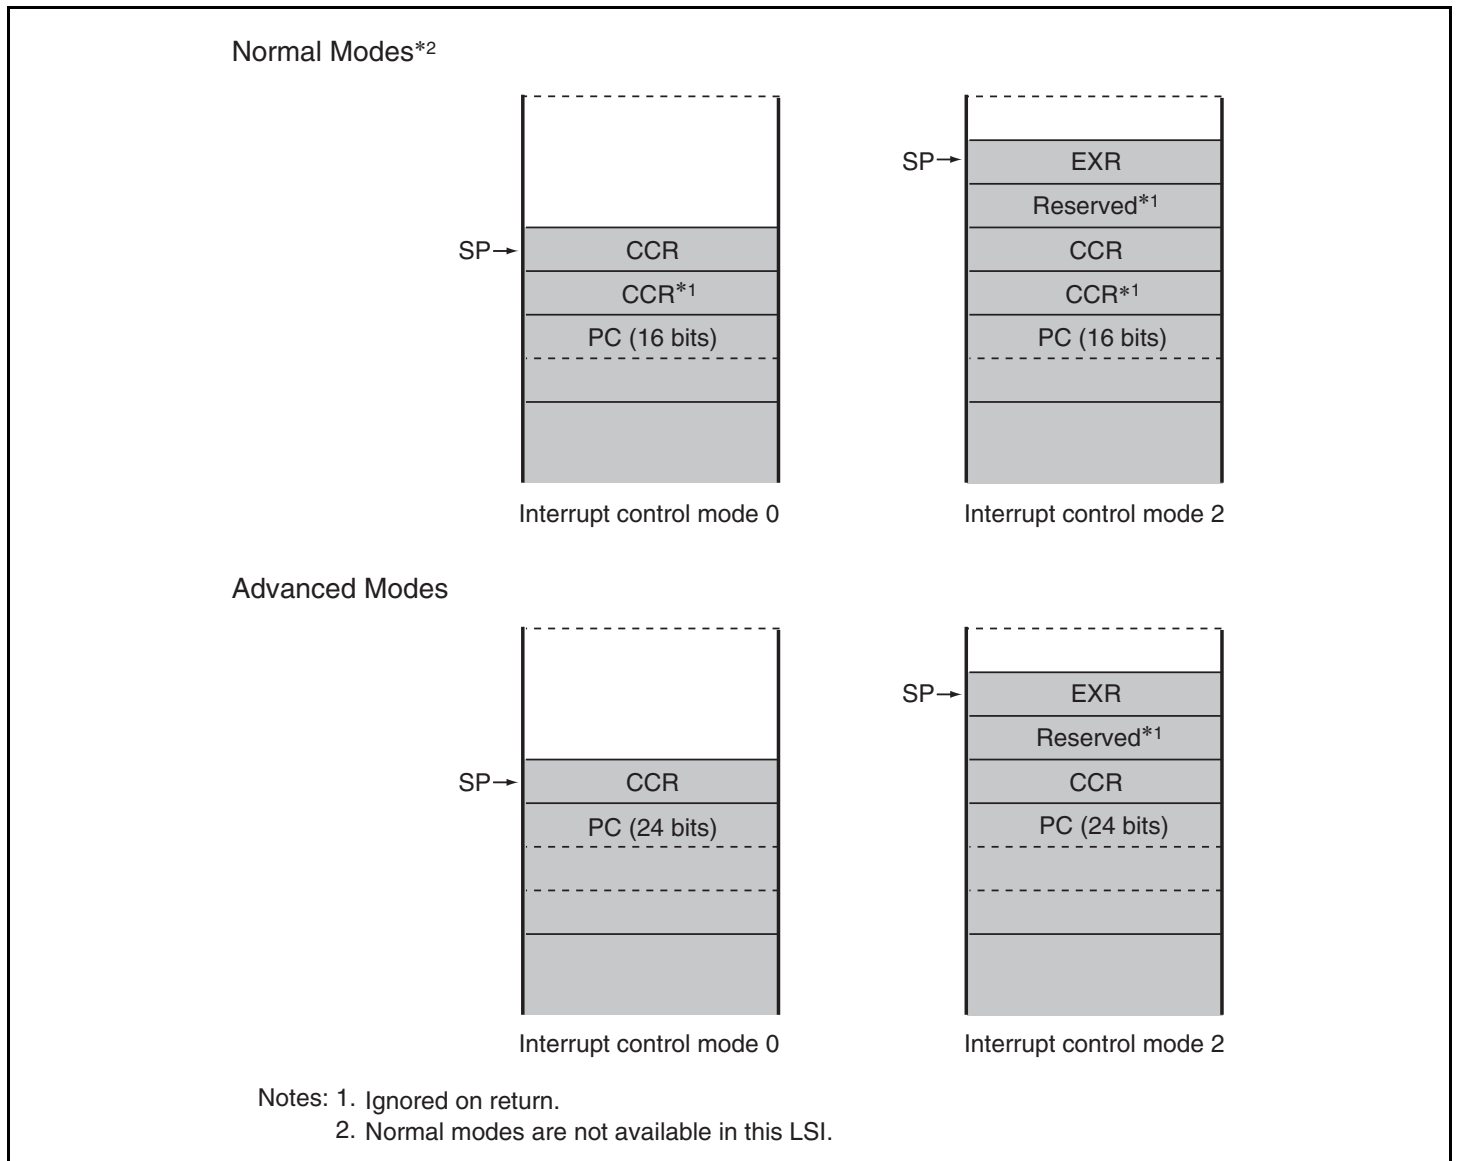 Normal Modes*2
SP→ EXR
Reserved*1
SP→ CCR CCR
CCR*1 CCR*1
PC (16 bits) PC (16 bits)
Interrupt control mode 0 Interrupt control mode 2
Advanced Modes
SP→ EXR
Reserved*1
SP→ CCR CCR
PC (24 bits) PC (24 bits)
Interrupt control mode 0 Interrupt control mode 2
Notes: 1. Ignored on return.
2. Normal modes are not available in this LSI.